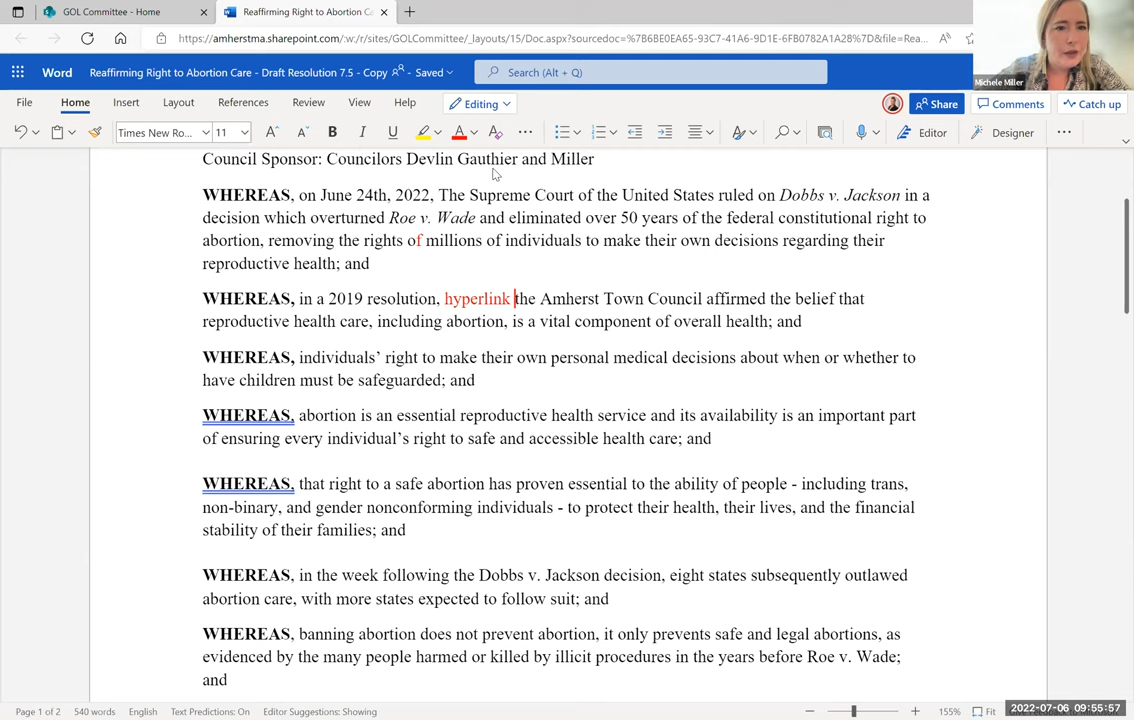 GOL Committee - Home
Reaffirming Right to Abortion Ca
https://amherstma.sharepoint.com/:w:/r/sites/GOLCommittee/_layouts/15/Doc.aspx?sourcedoc=%7B6BE0EA65-93C7-41A6-9D1E-6FB0782A1A2B%7D&file=Rea...
Word
Reaffirming Right to Abortion Care - Draft Resolution 7.5 - Copy
- Saved
Search (Alt + Q)
Michele Miller
File
Home
Insert
Layout
References
Review
View
Help
Editing
Share
Comments
Catch up
Times New Ro...
11
B
I
U
A
Editor
Designer
Council Sponsor: Councilors Devlin Gauthier and Miller
WHEREAS, on June 24th, 2022, The Supreme Court of the United States ruled on Dobbs v. Jackson in a
decision which overturned Roe v. Wade and eliminated over 50 years of the federal constitutional right to
abortion, removing the rights of millions of individuals to make their own decisions regarding their
reproductive health; and
WHEREAS, in a 2019 resolution, hyperlink the Amherst Town Council affirmed the belief that
reproductive health care, including abortion, is a vital component of overall health; and
WHEREAS, individuals’ right to make their own personal medical decisions about when or whether to
have children must be safeguarded; and
WHEREAS, abortion is an essential reproductive health service and its availability is an important part
of ensuring every individual’s right to safe and accessible health care; and
WHEREAS, that right to a safe abortion has proven essential to the ability of people - including trans,
non-binary, and gender nonconforming individuals - to protect their health, their lives, and the financial
stability of their families; and
WHEREAS, in the week following the Dobbs v. Jackson decision, eight states subsequently outlawed
abortion care, with more states expected to follow suit; and
WHEREAS, banning abortion does not prevent abortion, it only prevents safe and legal abortions, as
evidenced by the many people harmed or killed by illicit procedures in the years before Roe v. Wade;
and
Page 1 of 2
540 words
English
Text Predictions: On
Editor Suggestions: Showing
155%
Fit
2022-07-06 09:55:57